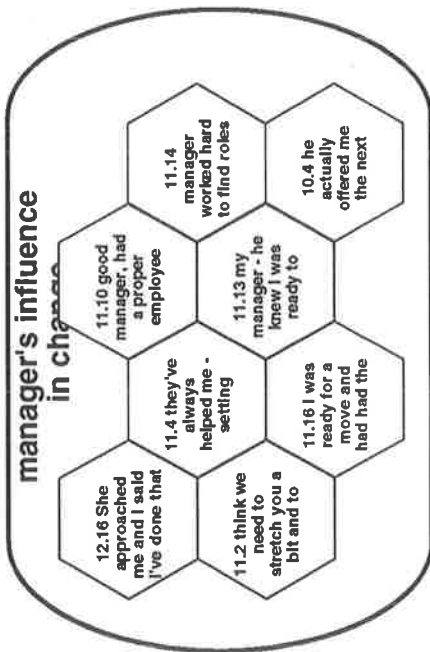 manager's influence
in change
12.16 She
approached
me and I said
I've done that
11.4 they've
always
helped me -
setting
11.10 good
manager, had
a proper
employee
11.14
manager
worked hard
to find roles
11.2 think we
need to
stretch you a
bit and to
11.16 I was
ready for a
move and
had had the
11.13 my
manager - he
knew I was
ready to
10.4 he
actually
offered me
the next